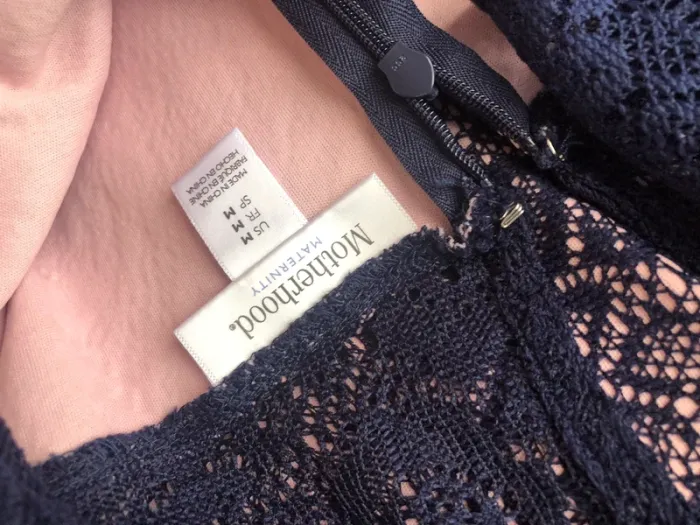 Motherhood®
MATERNITY
US M
FR M
SP M
MADE IN CHINA
FABRIQUÉ EN CHINE
HECHO EN CHINA